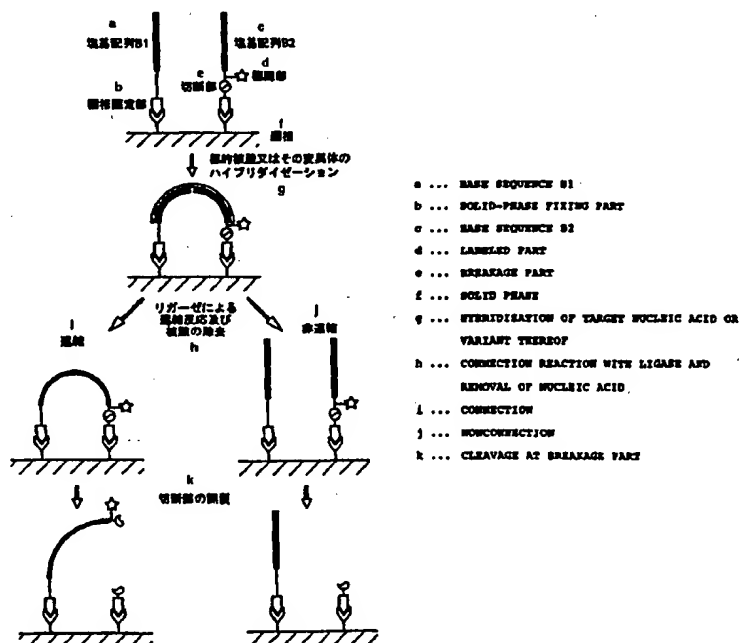 a
塩基配列B1
c
塩基配列B2
d
標識部
e
切断部
b
固相固定部
f
固相
標的核酸又はその変異体の
ハイブリダイゼーション
g
リガーゼによる
連結反応及び
核酸の除去
h
i
連結
j
非連結
k
切断部の開裂
a ... BASE SEQUENCE B1
b ... SOLID-PHASE FIXING PART
c ... BASE SEQUENCE B2
d ... LABELED PART
e ... BREAKAGE PART
f ... SOLID PHASE
g ... HYBRIDIZATION OF TARGET NUCLEIC ACID OR
VARIANT THEREOF
h ... CONNECTION REACTION WITH LIGASE AND
REMOVAL OF NUCLEIC ACID
i ... CONNECTION
j ... NONCONNECTION
k ... CLEAVAGE AT BREAKAGE PART